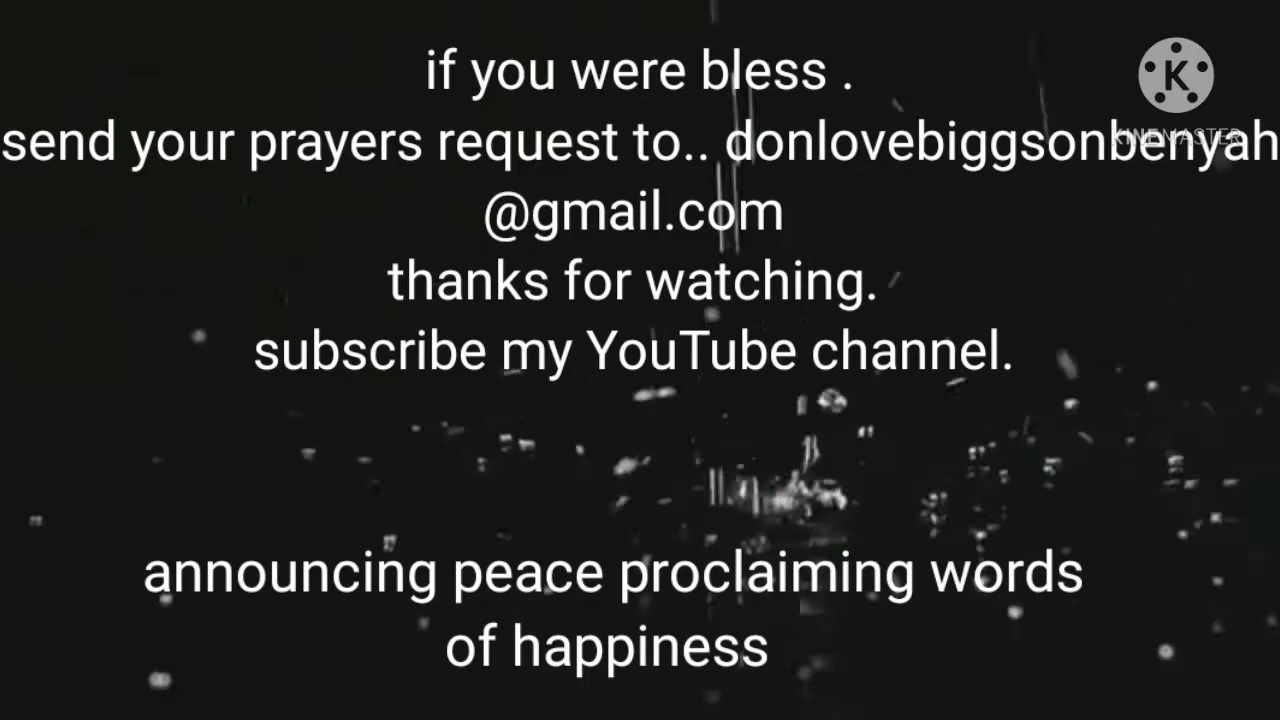 if you were bless .
K
send your prayers request to.. donlovebiggsonbenyah
KINEMASTER
@gmail.com
thanks for watching.
subscribe my YouTube channel.
announcing peace proclaiming words
of happiness